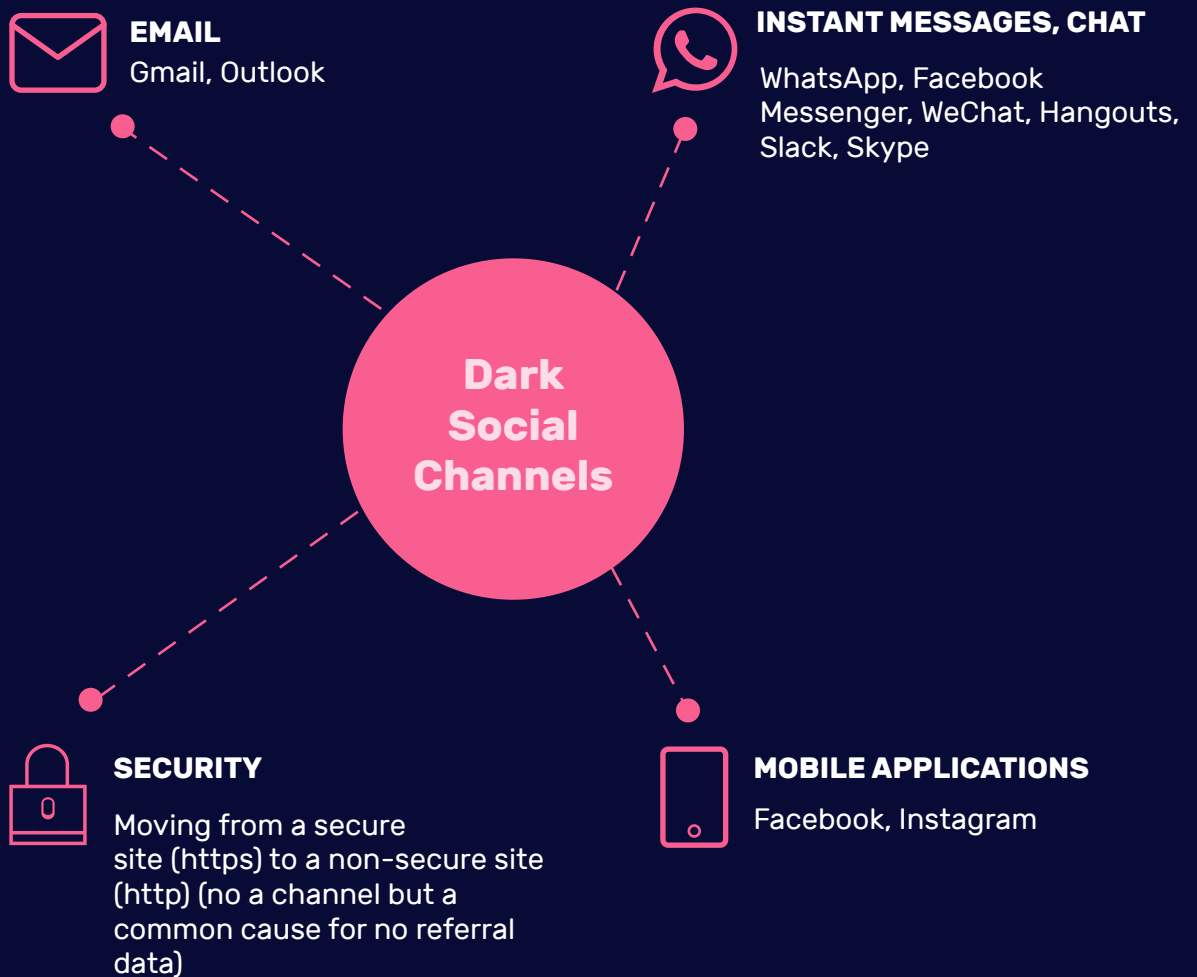 EMAIL
Gmail, Outlook
INSTANT MESSAGES, CHAT
WhatsApp, Facebook
Messenger, WeChat, Hangouts,
Slack, Skype
Dark
Social
Channels
SECURITY
Moving from a secure
site (https) to a non-secure site
(http) (no a channel but a
common cause for no referral
data)
MOBILE APPLICATIONS
Facebook, Instagram